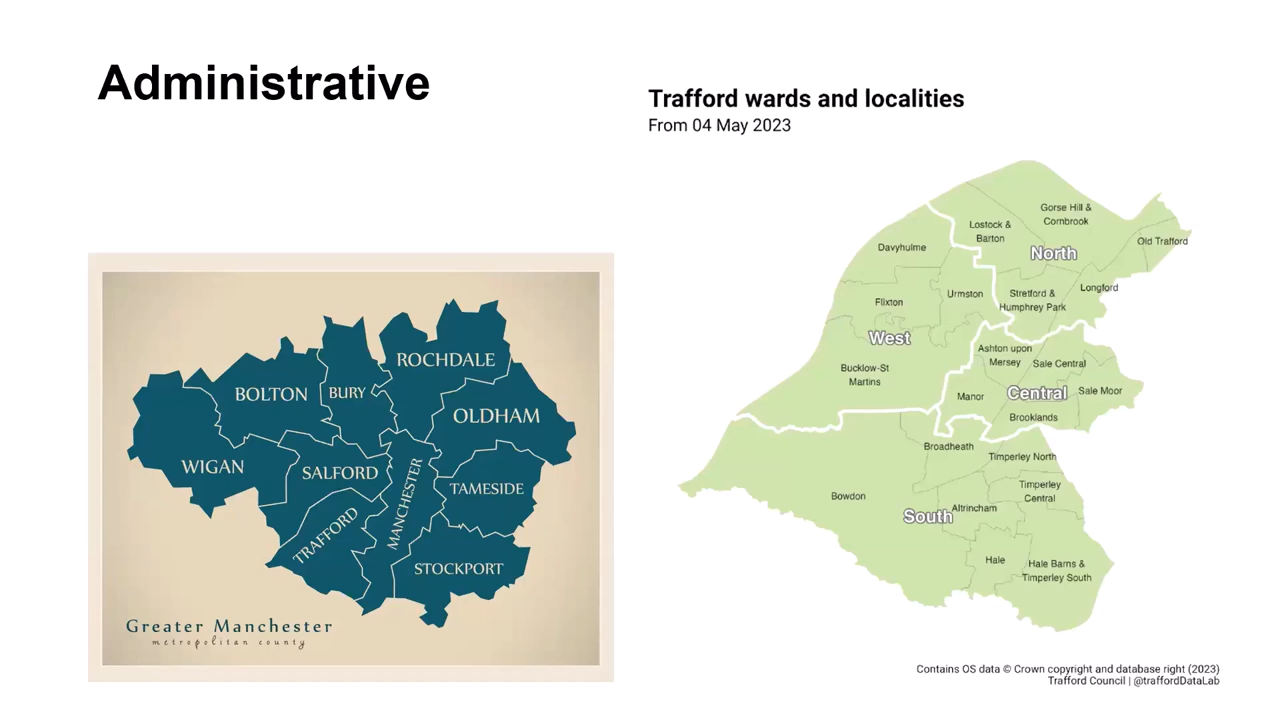 Administrative
Trafford wards and localities
From 04 May 2023
ROCHDALE
BOLTON
BURY
OLDHAM
WIGAN
SALFORD
MANCHESTER
TAMESIDE
TRAFFORD
STOCKPORT
Greater Manchester
metropolitan county
Gorse Hill &
Cornbrook
Lostock &
Barton
Old Trafford
Davyhulme
North
Longford
Urmston
Stretford &
Humphrey Park
Flixton
West
Ashton upon
Mersey
Sale Central
Bucklow-St
Martins
Central
Sale Moor
Manor
Brooklands
Broadheath
Timperley North
Timperley
Central
Bowdon
Altrincham
South
Hale
Hale Barns &
Timperley South
Contains OS data © Crown copyright and database right (2023)
Trafford Council | @traffordDataLab